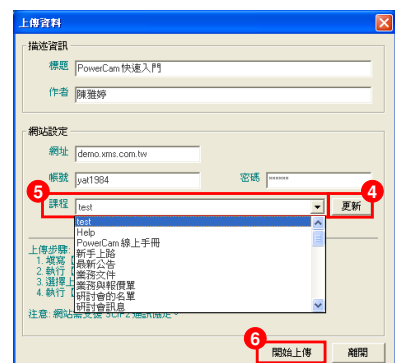 上傳資料
描述資訊
標題 PowerCam 快速入門
作者 陳雅婷
網站設定
網址 demo.xms.com.tw
帳號 yat1984 密碼 ******
5 4
課程 test 更新
test
Help
PowerCam 線上手冊
新手上路
最新公告
業務文件
業務與報價單
研討會的名單
研討會訊息
上傳步驟:
1. 填寫
2. 執行
3. 選擇上
4. 執行
注意: 網站
6
開始上傳 離開